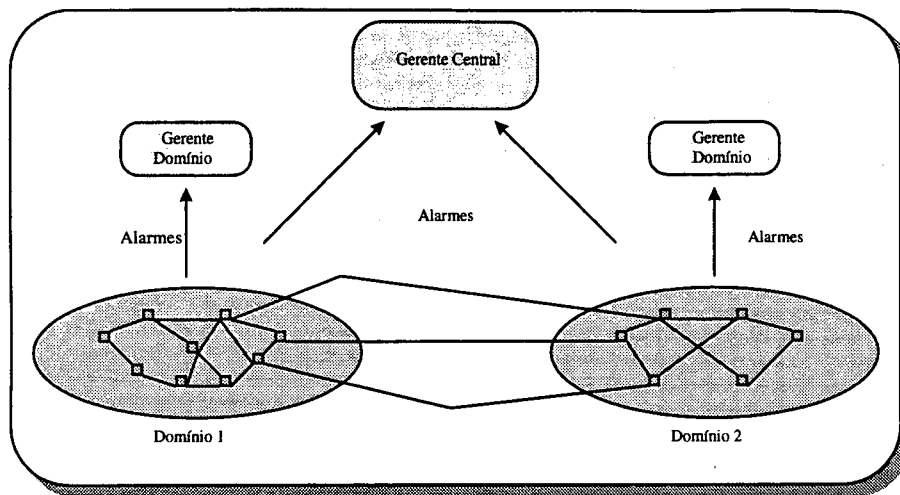 Gerente Central
Gerente
Domínio
Gerente
Domínio
Alarmes
Alarmes
Alarmes
Domínio 1
Domínio 2